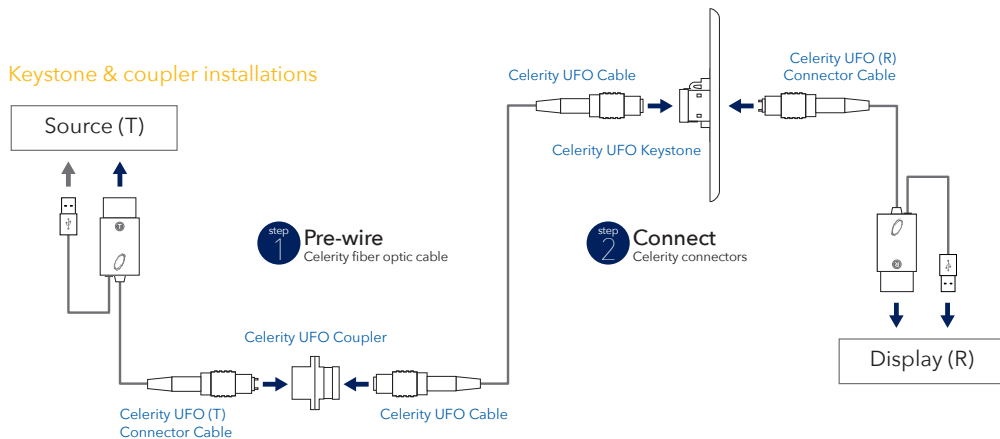 Keystone & coupler installations
Source (T)
T
Celerity UFO Cable
Celerity UFO (R)
Connector Cable
Celerity UFO Keystone
step
1
Pre-wire
Celerity fiber optic cable
step
2
Connect
Celerity connectors
R
Celerity UFO Coupler
Display (R)
Celerity UFO (T)
Connector Cable
Celerity UFO Cable